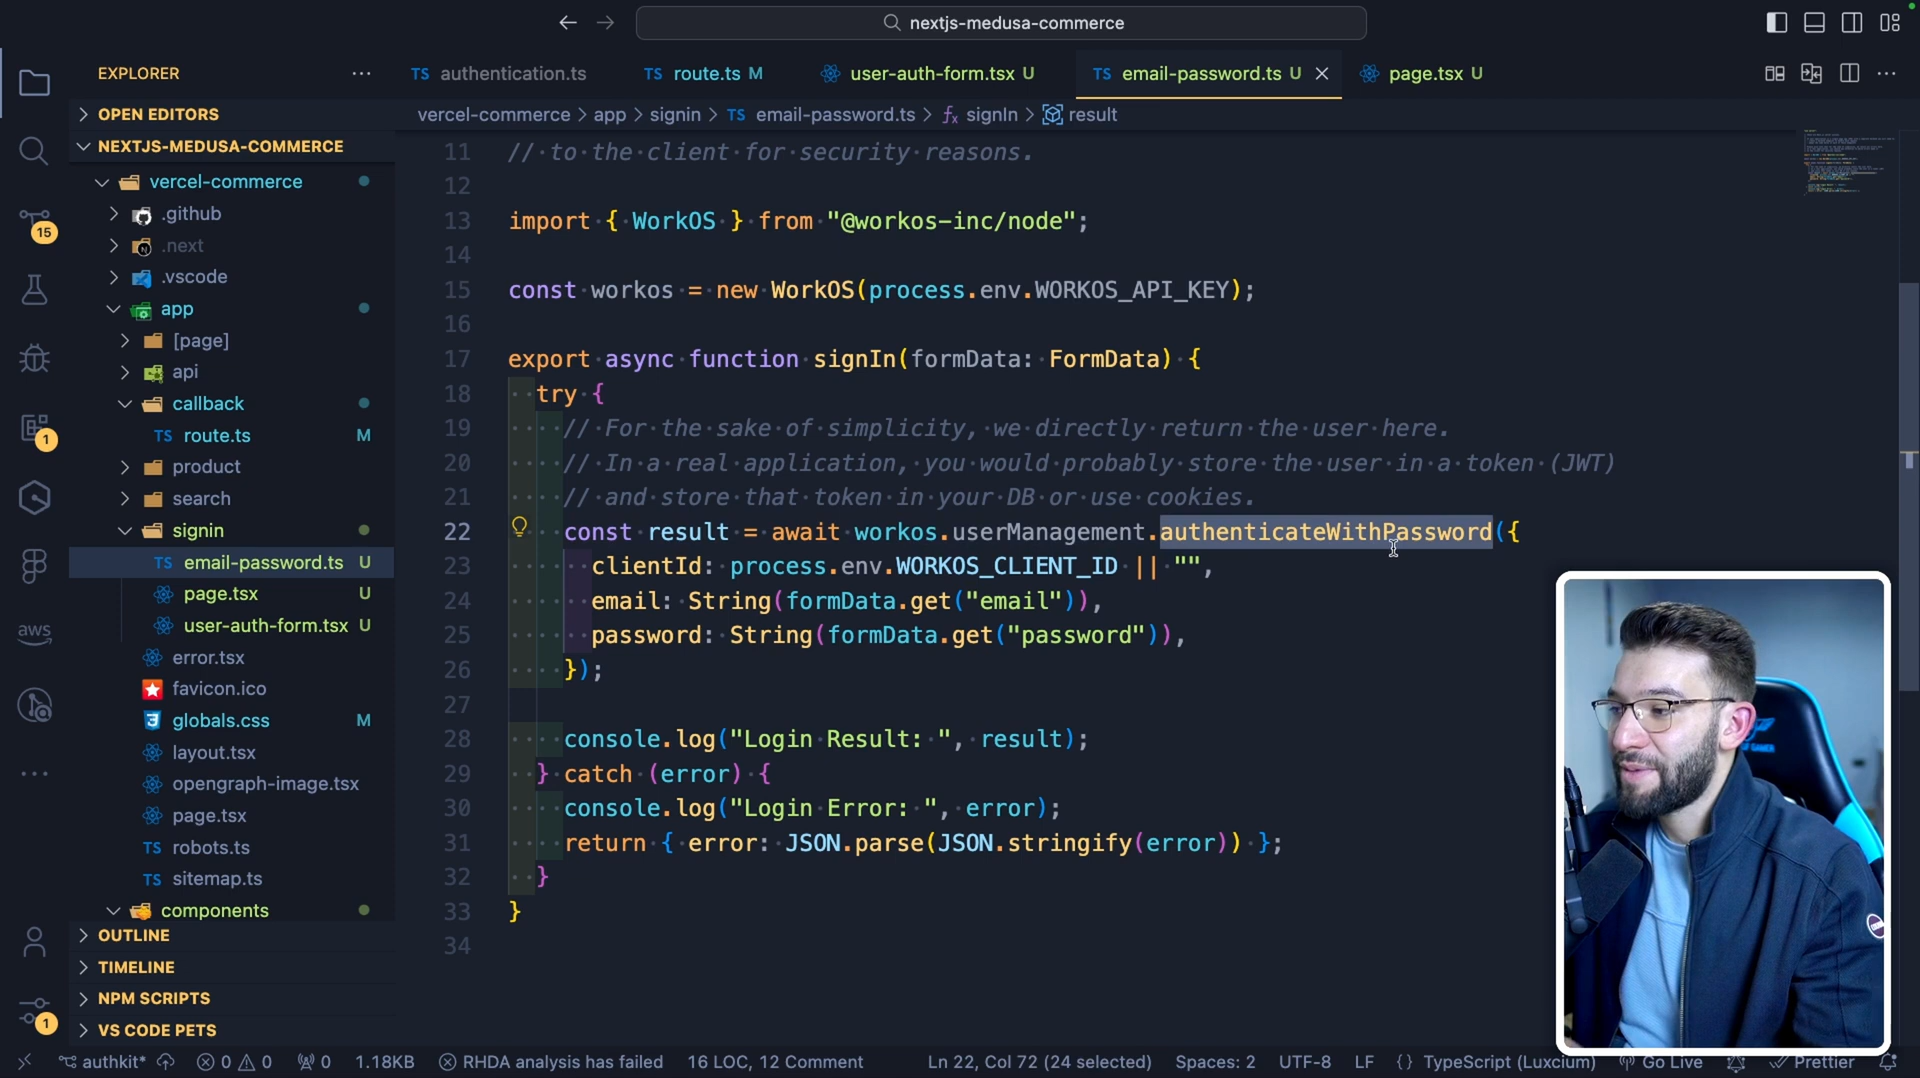 nextjs-medusa-commerce
EXPLORER
TS authentication.ts
TS route.ts M
user-auth-form.tsx U
TS email-password.ts U
page.tsx U
OPEN EDITORS
NEXTJS-MEDUSA-COMMERCE
vercel-commerce > app > signin > TS email-password.ts > signIn > result
vercel-commerce
.github
.next
.vscode
app
[page]
api
callback
TS route.ts M
product
search
signin
TS email-password.ts U
page.tsx U
user-auth-form.tsx U
error.tsx
favicon.ico
globals.css M
layout.tsx
opengraph-image.tsx
page.tsx
TS robots.ts
TS sitemap.ts
components
OUTLINE
TIMELINE
NPM SCRIPTS
VS CODE PETS
15
1
aws
1
11 // to the client for security reasons.
12
13 import { WorkOS } from "@workos-inc/node";
14
15 const workos = new WorkOS(process.env.WORKOS_API_KEY);
16
17 export async function signIn(formData: FormData) {
18 try {
19 // For the sake of simplicity, we directly return the user here.
20 // In a real application, you would probably store the user in a token (JWT)
21 // and store that token in your DB or use cookies.
22 const result = await workos.userManagement.authenticateWithPassword({
23 clientId: process.env.WORKOS_CLIENT_ID || "",
24 email: String(formData.get("email")),
25 password: String(formData.get("password")),
26 });
27
28 console.log("Login Result: ", result);
29 } catch (error) {
30 console.log("Login Error: ", error);
31 return { error: JSON.parse(JSON.stringify(error)) };
32 }
33 }
34
authkit* 0 0 0 1.18KB RHDA analysis has failed 16 LOC, 12 Comment Ln 22, Col 72 (24 selected) Spaces: 2 UTF-8 LF {} TypeScript (Luxcium) Go Live Prettier